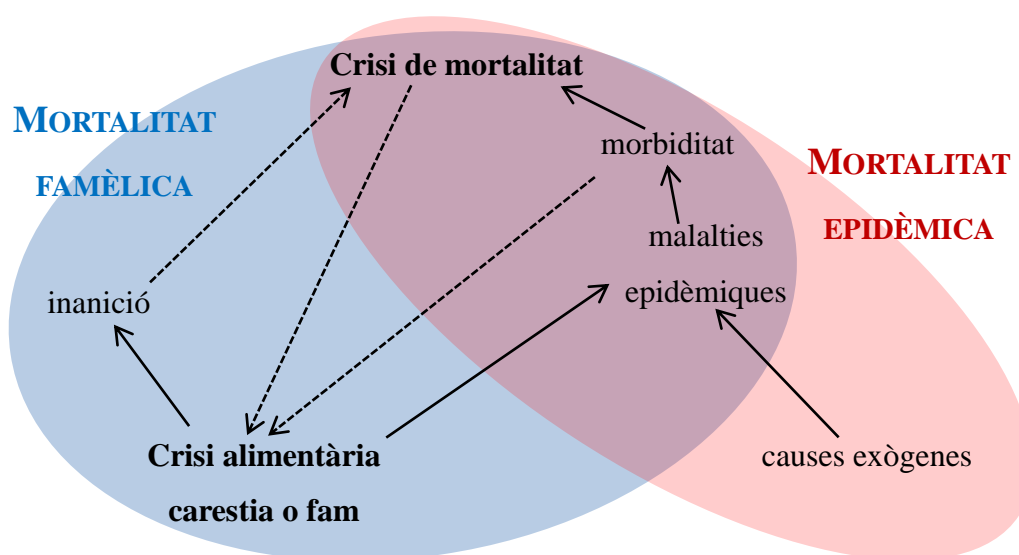 Crisi de mortalitat
MORTALITAT
FAMÈLICA
morbiditat
MORTALITAT
EPIDÈMICA
malalties
epidèmiques
inanició
Crisi alimentària
carestia o fam
causes exògenes